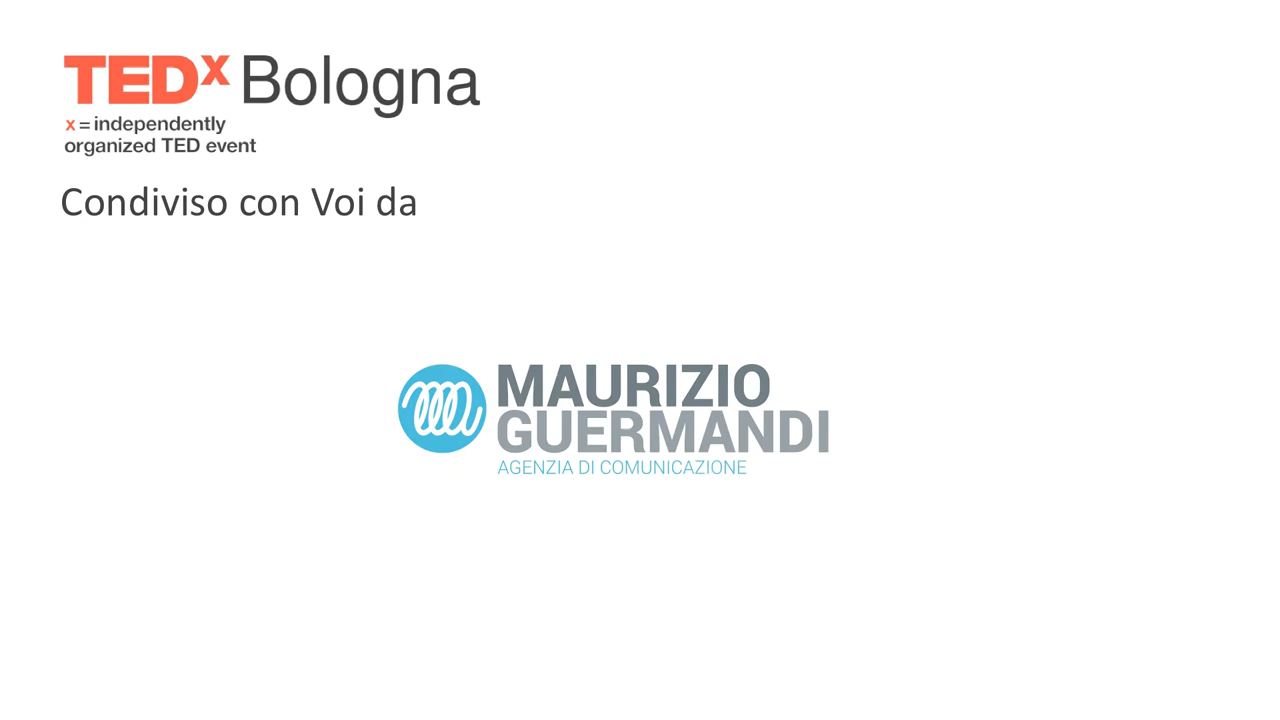 TEDx Bologna
x = independently
organized TED event
Condiviso con Voi da
MAURIZIO
GUERMANDI
AGENZIA DI COMUNICAZIONE